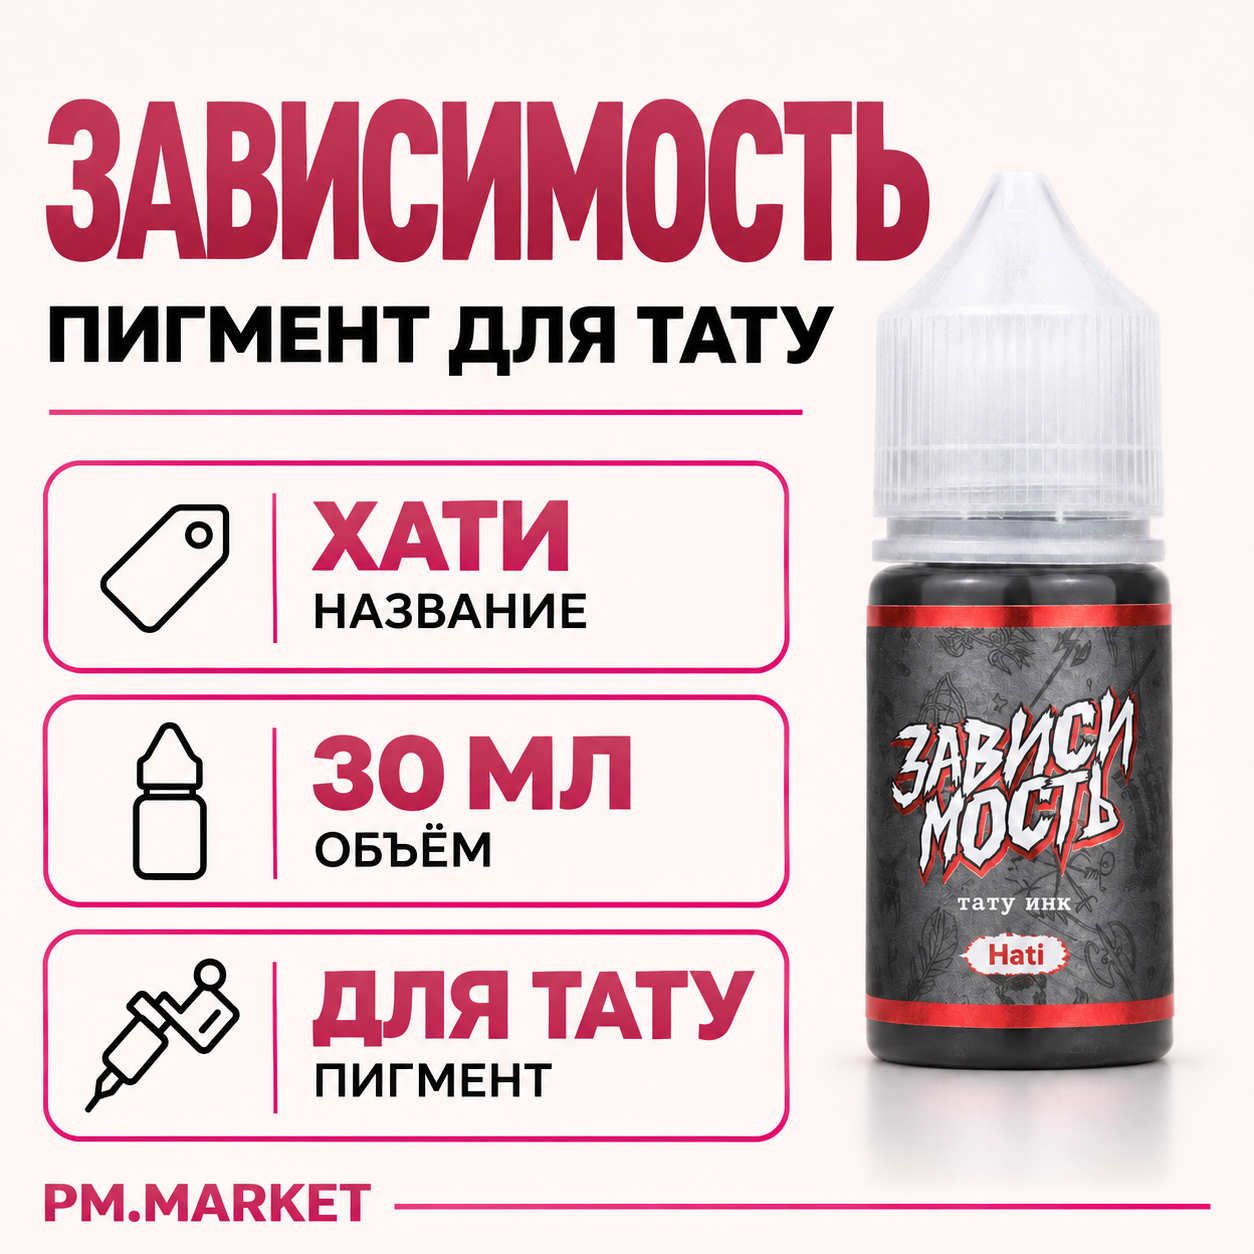 ЗАВИСИМОСТЬ
ПИГМЕНТ ДЛЯ ТАТУ
ХАТИ
НАЗВАНИЕ
30 МЛ
ОБЪЁМ
ДЛЯ ТАТУ
ПИГМЕНТ
ЗАВИСИ
МОСТЬ
тату инк
Hati
PM.MARKET